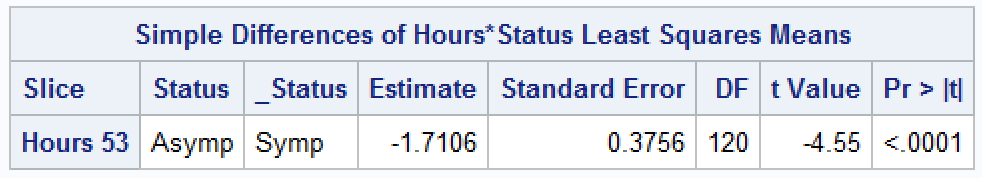 Simple Differences of Hours*Status Least Squares Means
Slice Status _Status Estimate Standard Error DF t Value Pr > |t|
Hours 53 Asymp Symp -1.7106 0.3756 120 -4.55 <.0001